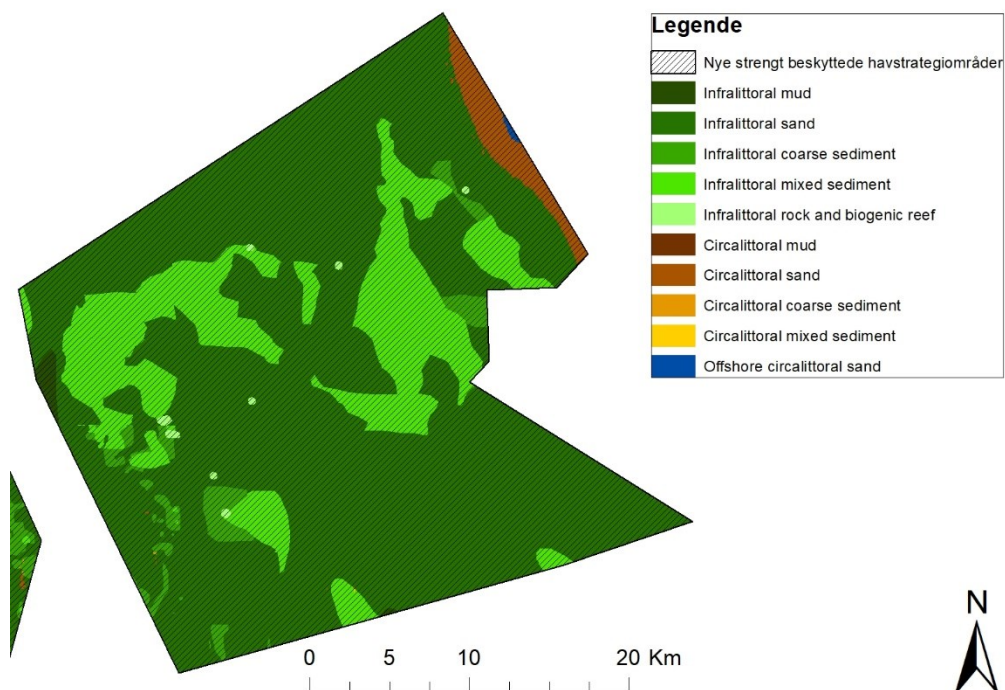 Legende
Nye strengt beskyttede havstrategiområder
Infralittoral mud
Infralittoral sand
Infralittoral coarse sediment
Infralittoral mixed sediment
Infralittoral rock and biogenic reef
Circalittoral mud
Circalittoral sand
Circalittoral coarse sediment
Circalittoral mixed sediment
Offshore circalittoral sand
N
0 5 10 20 Km